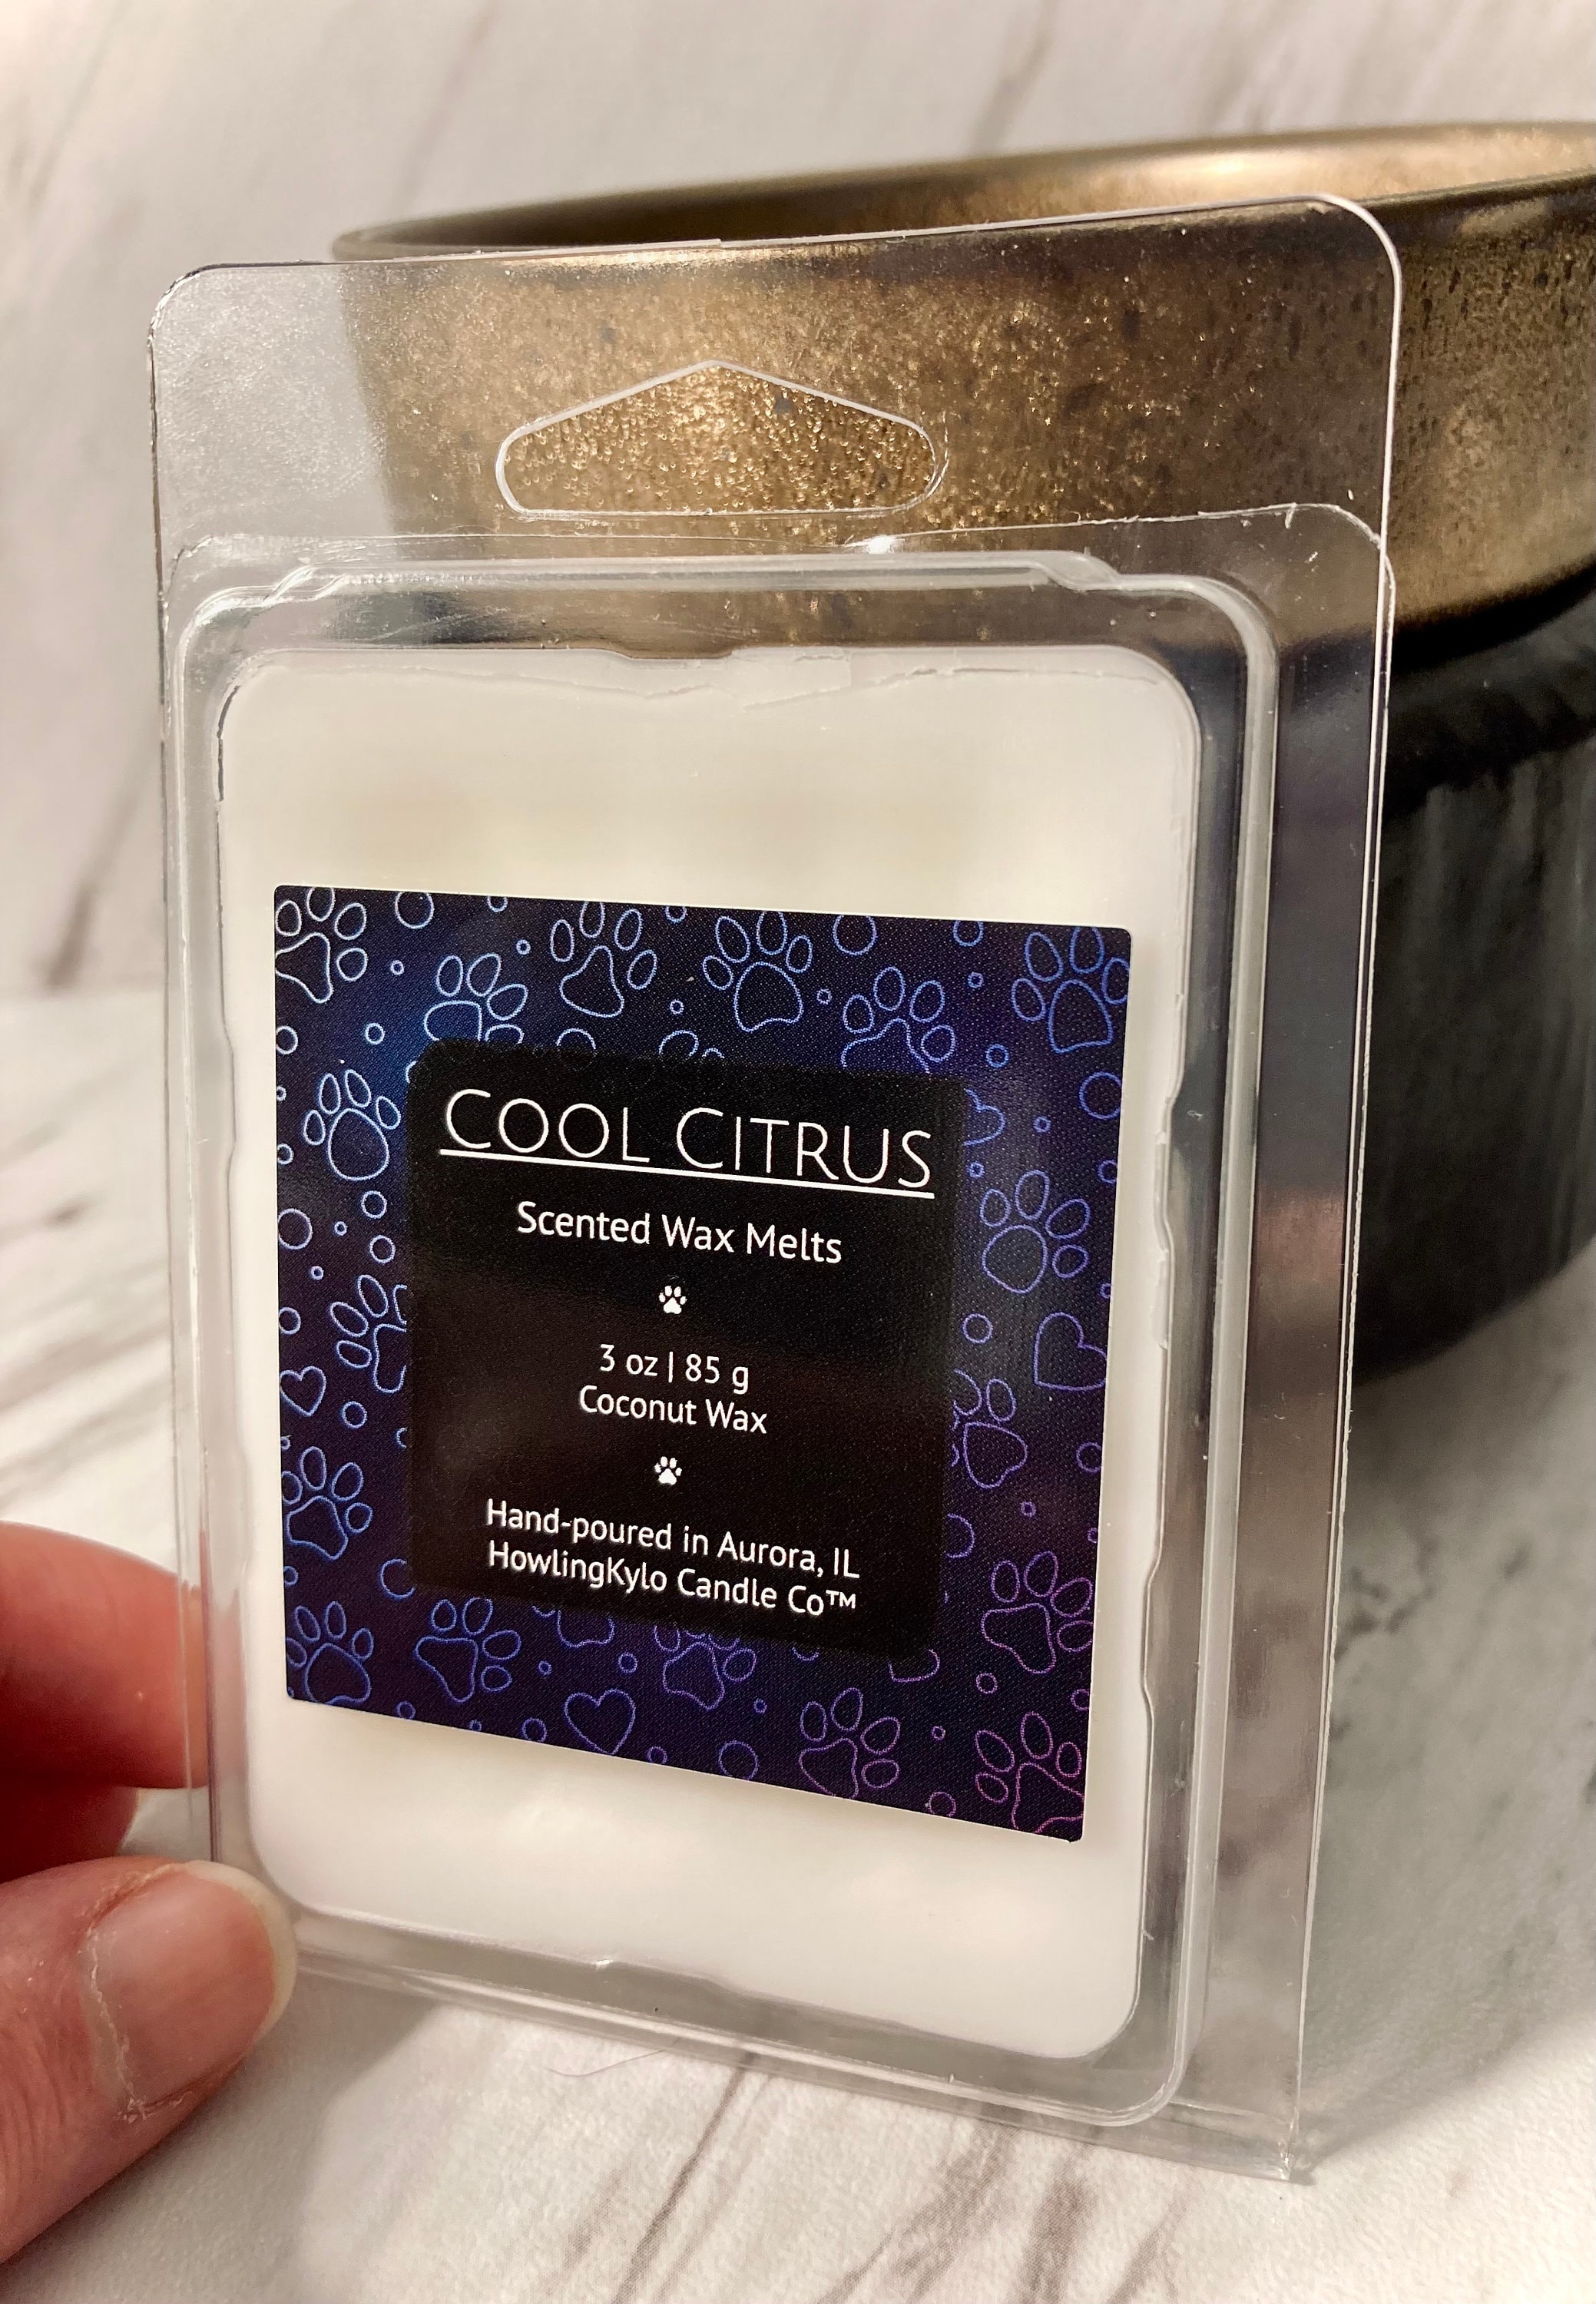 COOL CITRUS
Scented Wax Melts
3 oz | 85 g
Coconut Wax
Hand-poured in Aurora, IL
HowlingKylo Candle Co™